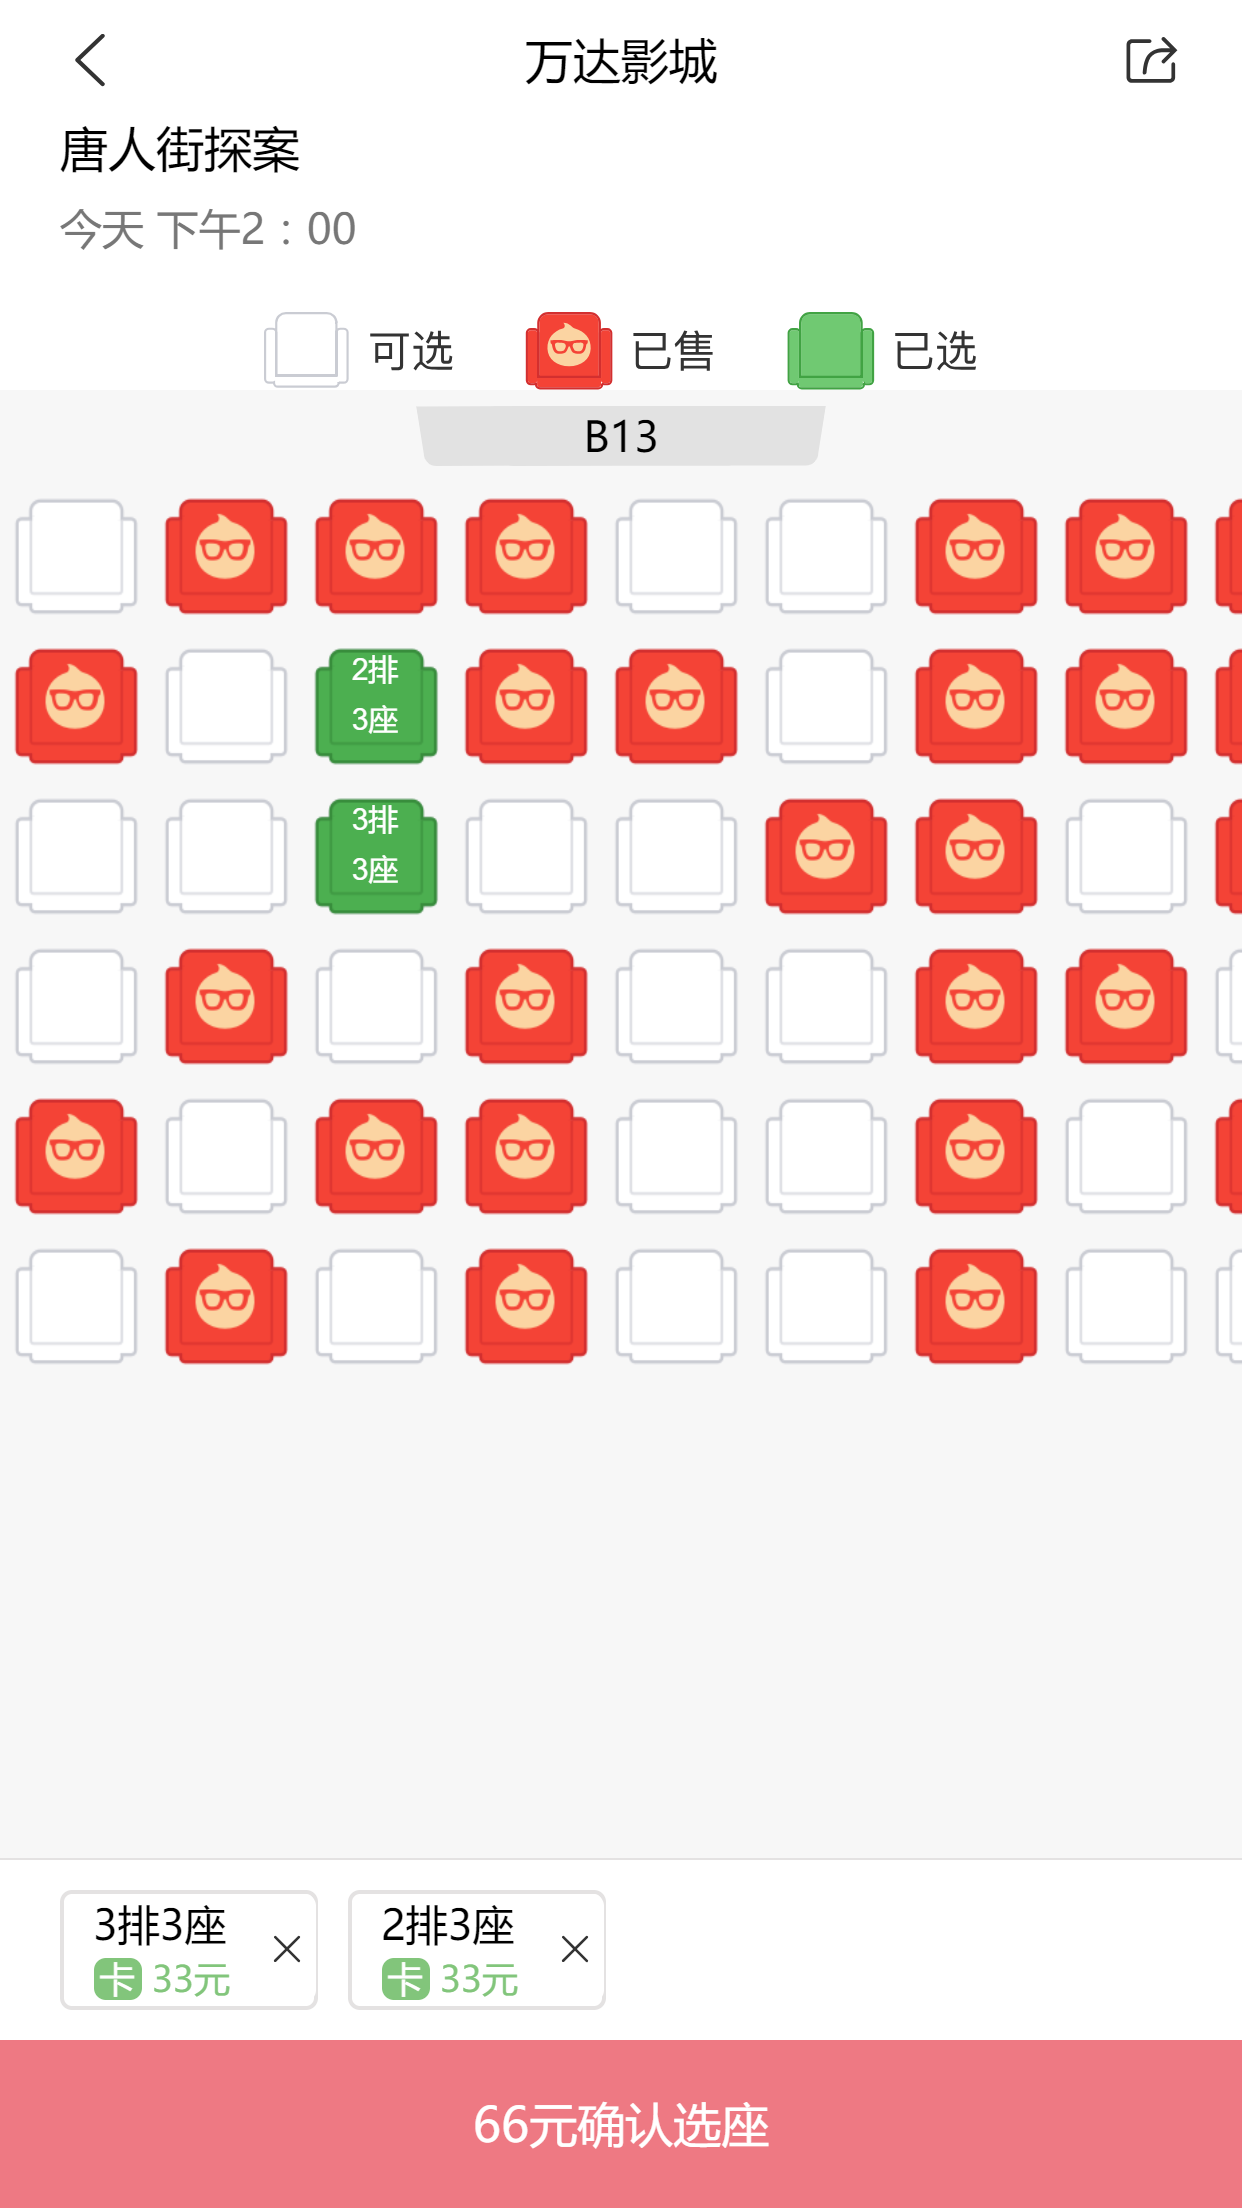 万达影城
唐人街探案
今天 下午2：00
可选 已售 已选
B13
2排
3座
3排
3座
3排3座 2排3座
卡 33元 卡 33元
66元确认选座